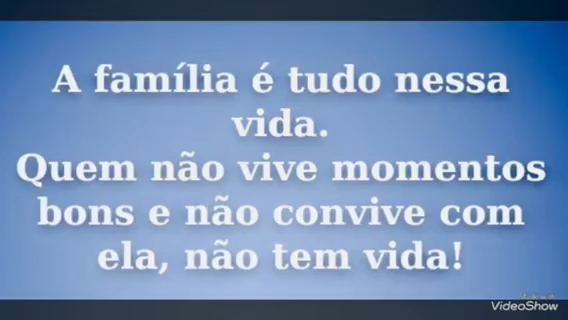 A família é tudo nessa
vida.
Quem não vive momentos
bons e não convive com
ela, não tem vida!
VideoShow